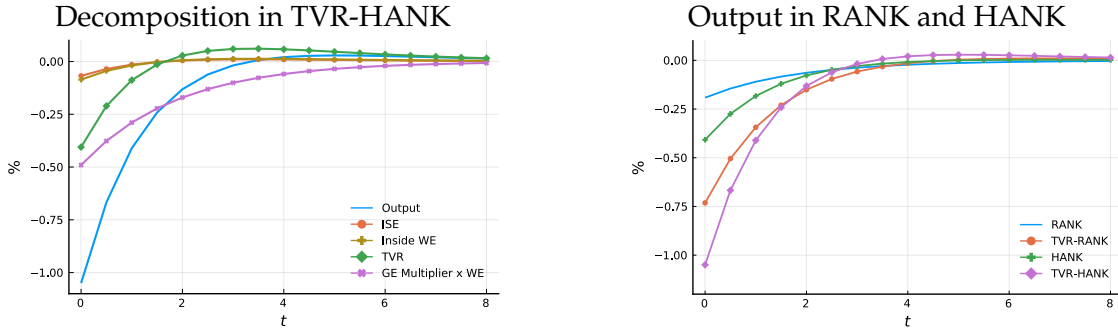 Decomposition in TVR-HANK
0.00
−0.25
−0.50
−0.75
−1.00
%
0
2
4
6
8
t
Output
ISE
Inside WE
TVR
GE Multiplier x WE
Output in RANK and HANK
0.00
−0.25
−0.50
−0.75
−1.00
%
0
2
4
6
8
t
RANK
TVR-RANK
HANK
TVR-HANK